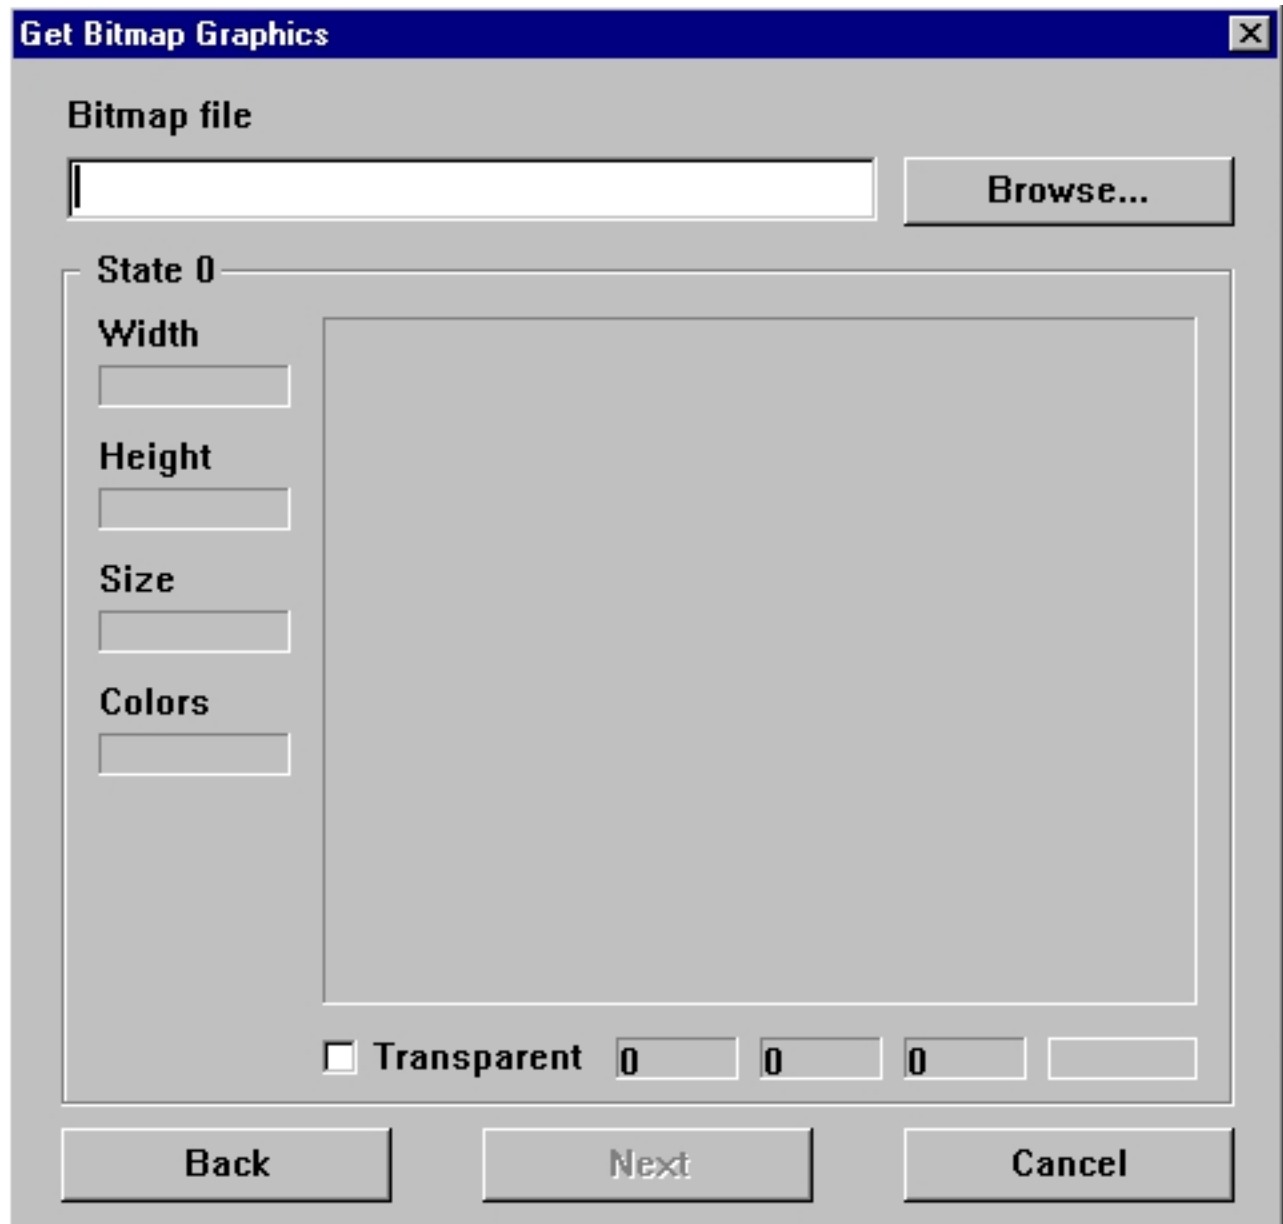 Get Bitmap Graphics
Bitmap file
Browse...
State 0
Width
Height
Size
Colors
Transparent 0 0 0
Back Next Cancel